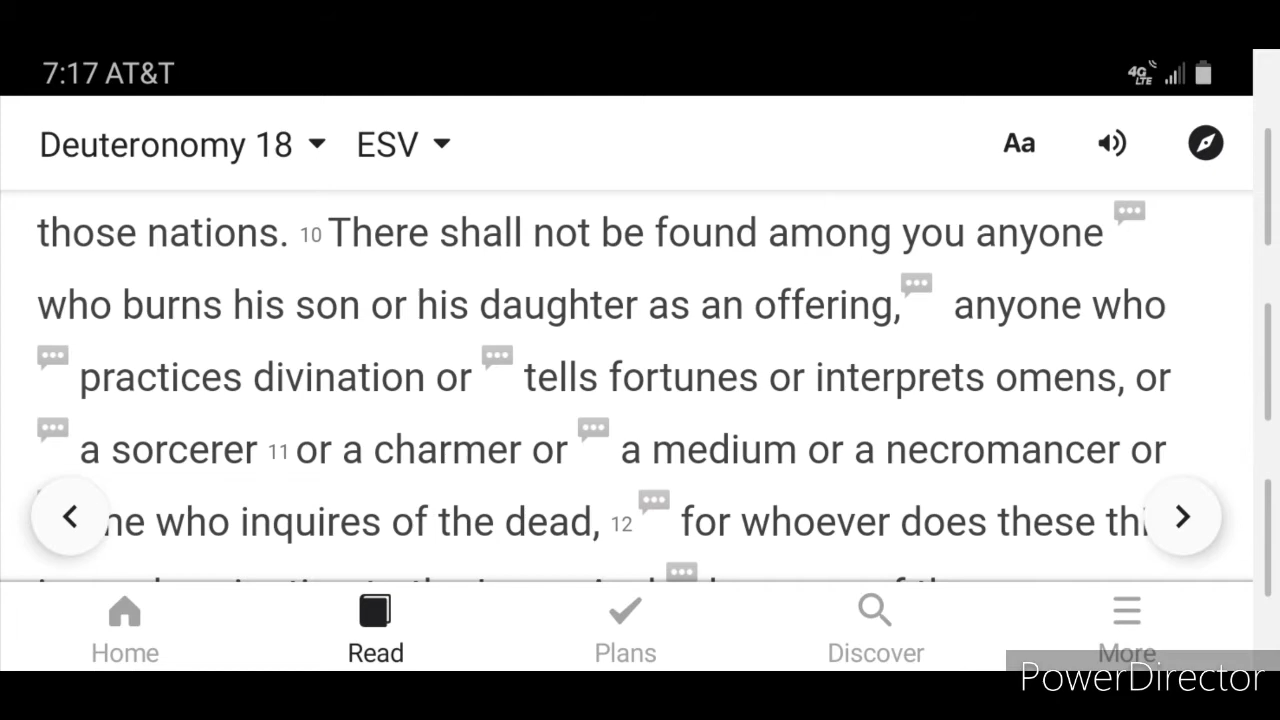 7:17 AT&T 4G LTE
Deuteronomy 18 ESV Aa
those nations. 10 There shall not be found among you anyone
who burns his son or his daughter as an offering, anyone who
practices divination or tells fortunes or interprets omens, or
a sorcerer 11 or a charmer or a medium or a necromancer or
who inquires of the dead, 12 for whoever does these
Home Read Plans Discover More
PowerDirector